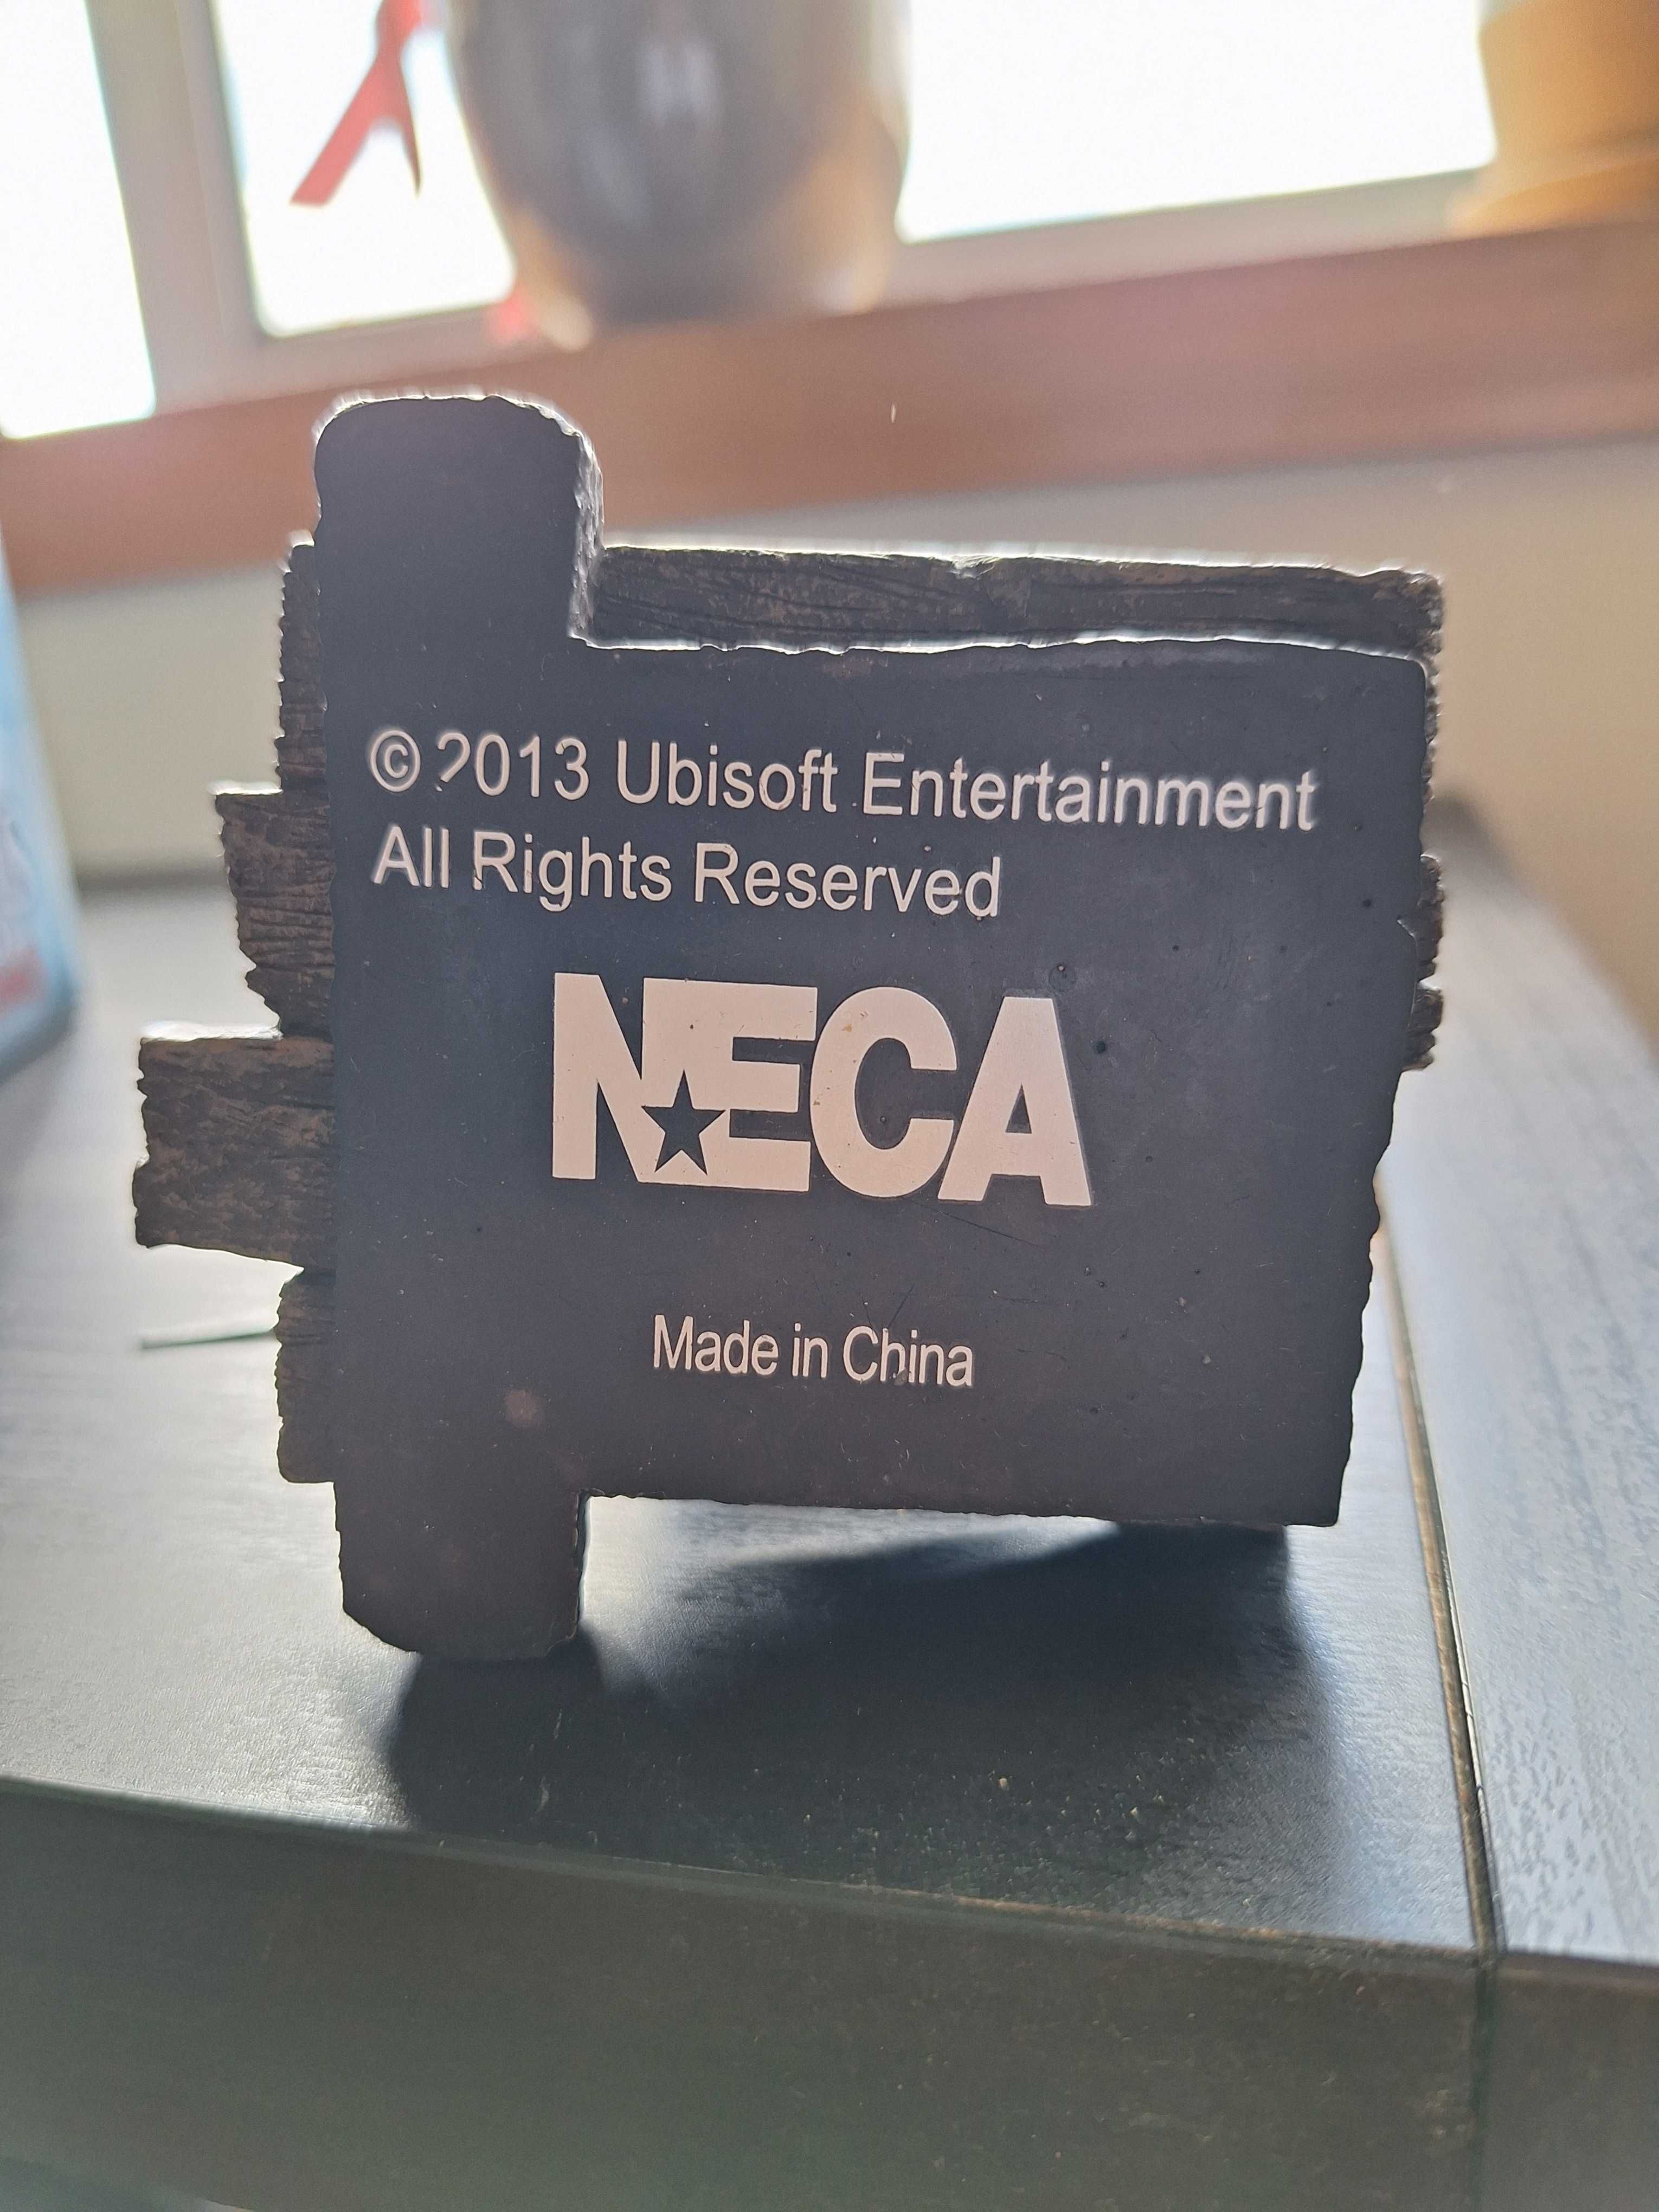 © 2013 Ubisoft Entertainment
All Rights Reserved
NECA
Made in China